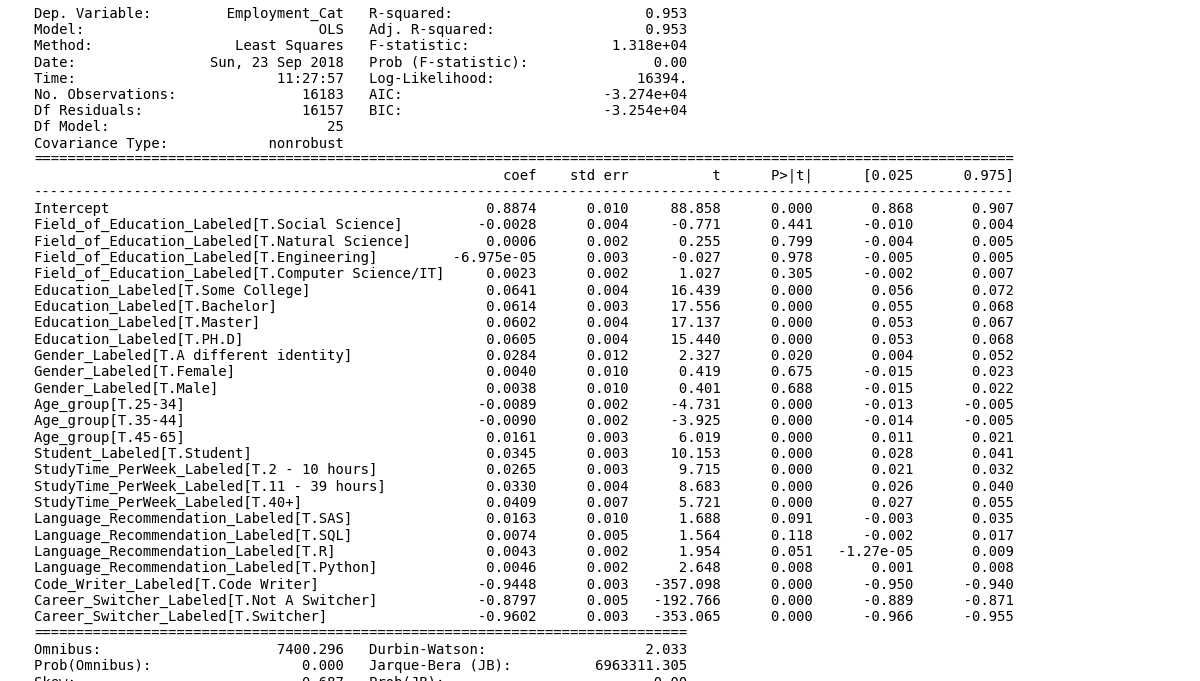 Dep. Variable: Employment_Cat R-squared: 0.953
Model: OLS Adj. R-squared: 0.953
Method: Least Squares F-statistic: 1.318e+04
Date: Sun, 23 Sep 2018 Prob (F-statistic): 0.00
Time: 11:27:57 Log-Likelihood: 16394.
No. Observations: 16183 AIC: -3.274e+04
Df Residuals: 16157 BIC: -3.254e+04
Df Model: 25
Covariance Type: nonrobust
coef std err t P>|t| [0.025 0.975]
Intercept 0.8874 0.010 88.858 0.000 0.868 0.907
Field_of_Education_Labeled[T.Social Science] -0.0028 0.004 -0.771 0.441 -0.010 0.004
Field_of_Education_Labeled[T.Natural Science] 0.0006 0.002 0.255 0.799 -0.004 0.005
Field_of_Education_Labeled[T.Engineering] -6.975e-05 0.003 -0.027 0.978 -0.005 0.005
Field_of_Education_Labeled[T.Computer Science/IT] 0.0023 0.002 1.027 0.305 -0.002 0.007
Education_Labeled[T.Some College] 0.0641 0.004 16.439 0.000 0.056 0.072
Education_Labeled[T.Bachelor] 0.0614 0.003 17.556 0.000 0.055 0.068
Education_Labeled[T.Master] 0.0602 0.004 17.137 0.000 0.053 0.067
Education_Labeled[T.PH.D] 0.0605 0.004 15.440 0.000 0.053 0.068
Gender_Labeled[T.A different identity] 0.0284 0.012 2.327 0.020 0.004 0.052
Gender_Labeled[T.Female] 0.0040 0.010 0.419 0.675 -0.015 0.023
Gender_Labeled[T.Male] 0.0038 0.010 0.401 0.688 -0.015 0.022
Age_group[T.25-34] -0.0089 0.002 -4.731 0.000 -0.013 -0.005
Age_group[T.35-44] -0.0090 0.002 -3.925 0.000 -0.014 -0.005
Age_group[T.45-65] 0.0161 0.003 6.019 0.000 0.011 0.021
Student_Labeled[T.Student] 0.0345 0.003 10.153 0.000 0.028 0.041
StudyTime_PerWeek_Labeled[T.2 - 10 hours] 0.0265 0.003 9.715 0.000 0.021 0.032
StudyTime_PerWeek_Labeled[T.11 - 39 hours] 0.0330 0.004 8.683 0.000 0.026 0.040
StudyTime_PerWeek_Labeled[T.40+] 0.0409 0.007 5.721 0.000 0.027 0.055
Language_Recommendation_Labeled[T.SAS] 0.0163 0.010 1.688 0.091 -0.003 0.035
Language_Recommendation_Labeled[T.SQL] 0.0074 0.005 1.564 0.118 -0.002 0.017
Language_Recommendation_Labeled[T.R] 0.0043 0.002 1.954 0.051 -1.27e-05 0.009
Language_Recommendation_Labeled[T.Python] 0.0046 0.002 2.648 0.008 0.001 0.008
Code_Writer_Labeled[T.Code Writer] -0.9448 0.003 -357.098 0.000 -0.950 -0.940
Career_Switcher_Labeled[T.Not A Switcher] -0.8797 0.005 -192.766 0.000 -0.889 -0.871
Career_Switcher_Labeled[T.Switcher] -0.9602 0.003 -353.065 0.000 -0.966 -0.955
Omnibus: 7400.296 Durbin-Watson: 2.033
Prob(Omnibus): 0.000 Jarque-Bera (JB): 6963311.305